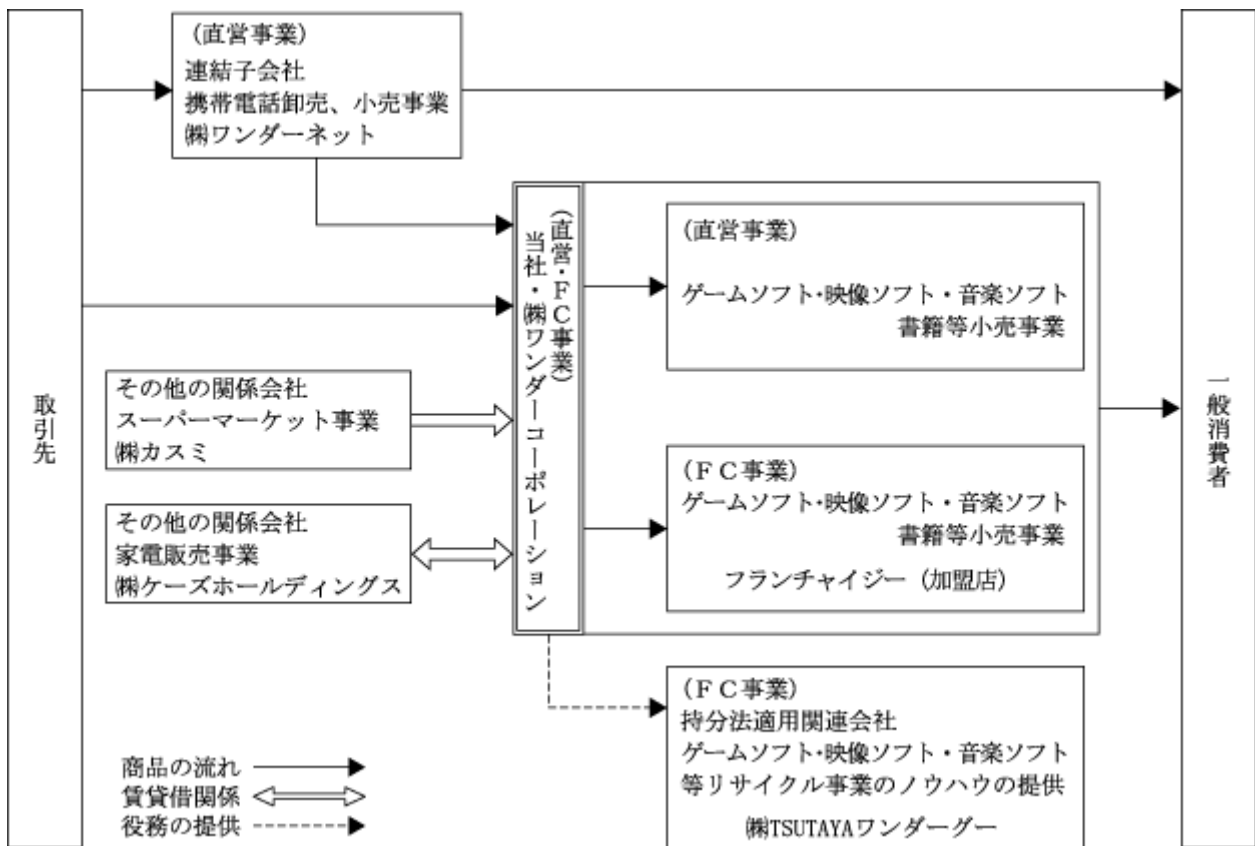 取引先
(直営事業)
連結子会社
携帯電話卸売、小売事業
㈱ワンダーネット
その他の関係会社
スーパーマーケット事業
㈱カスミ
その他の関係会社
家電販売事業
㈱ケーズホールディングス
(直営・ＦＣ事業)
当社・㈱ワンダーコーポレーション
(直営事業)
ゲームソフト･映像ソフト・音楽ソフト
書籍等小売事業
(ＦＣ事業)
ゲームソフト･映像ソフト・音楽ソフト
書籍等小売事業
フランチャイジー (加盟店)
(ＦＣ事業)
持分法適用関連会社
ゲームソフト･映像ソフト・音楽ソフト
等リサイクル事業のノウハウの提供
㈱TSUTAYAワンダーグー
一般消費者
商品の流れ
賃貸借関係
役務の提供